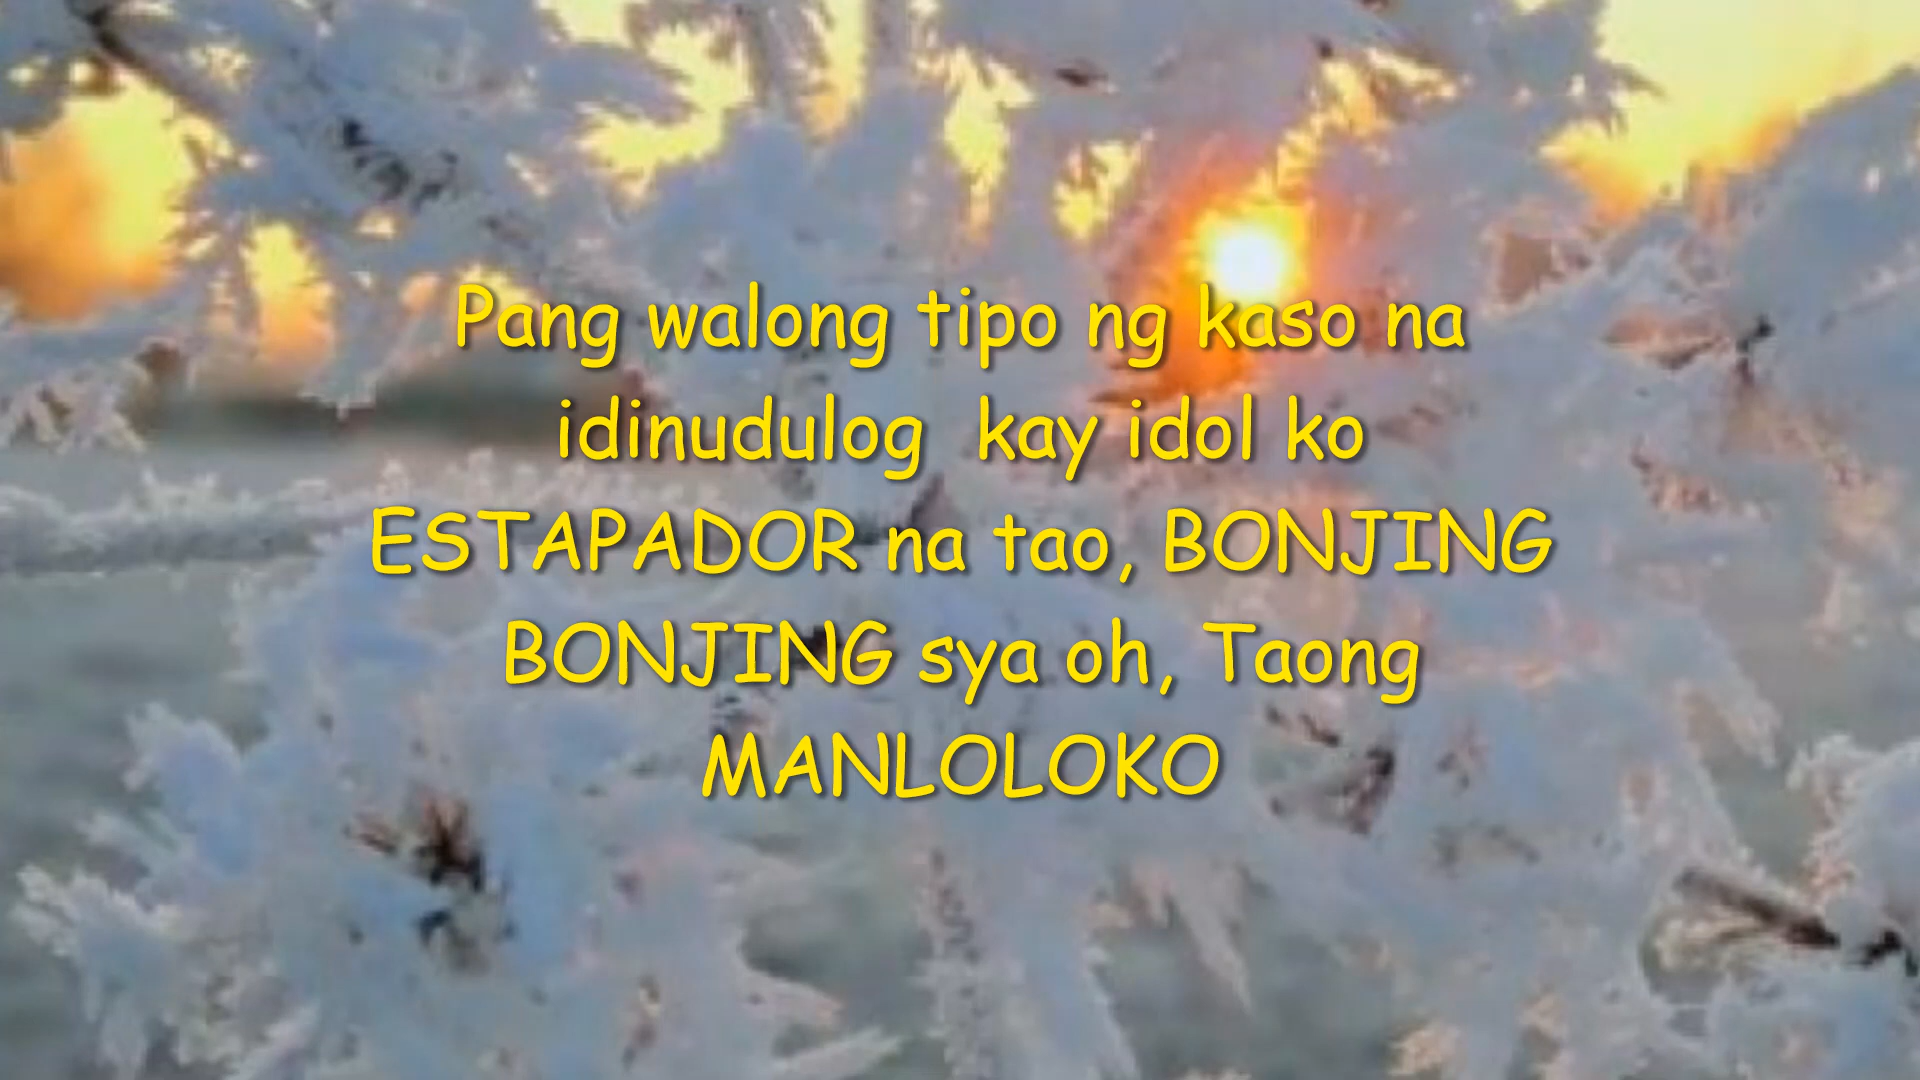 Pang walong tipo ng kaso na
idinudulog kay idol ko
ESTAPADOR na tao, BONJING
BONJING sya oh, Taong
MANLOLOKO